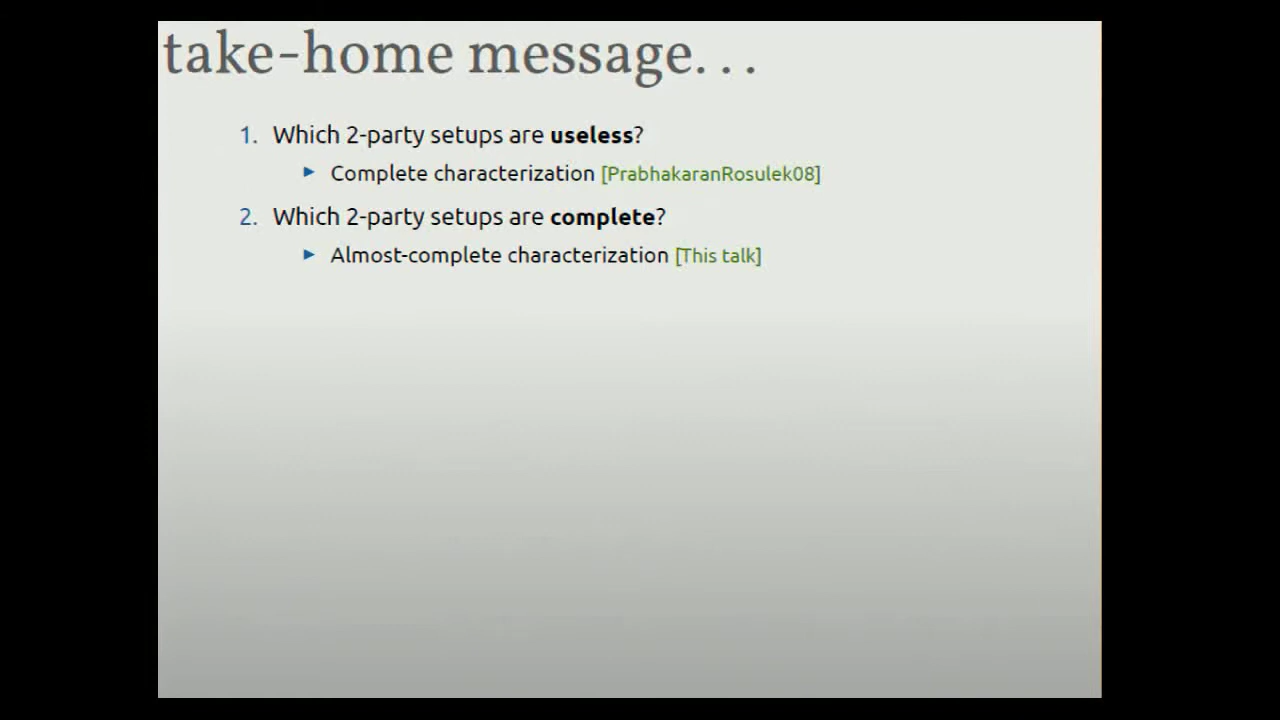 take-home message. . .
1. Which 2-party setups are useless?
► Complete characterization [PrabhakaranRosulek08]
2. Which 2-party setups are complete?
► Almost-complete characterization [This talk]